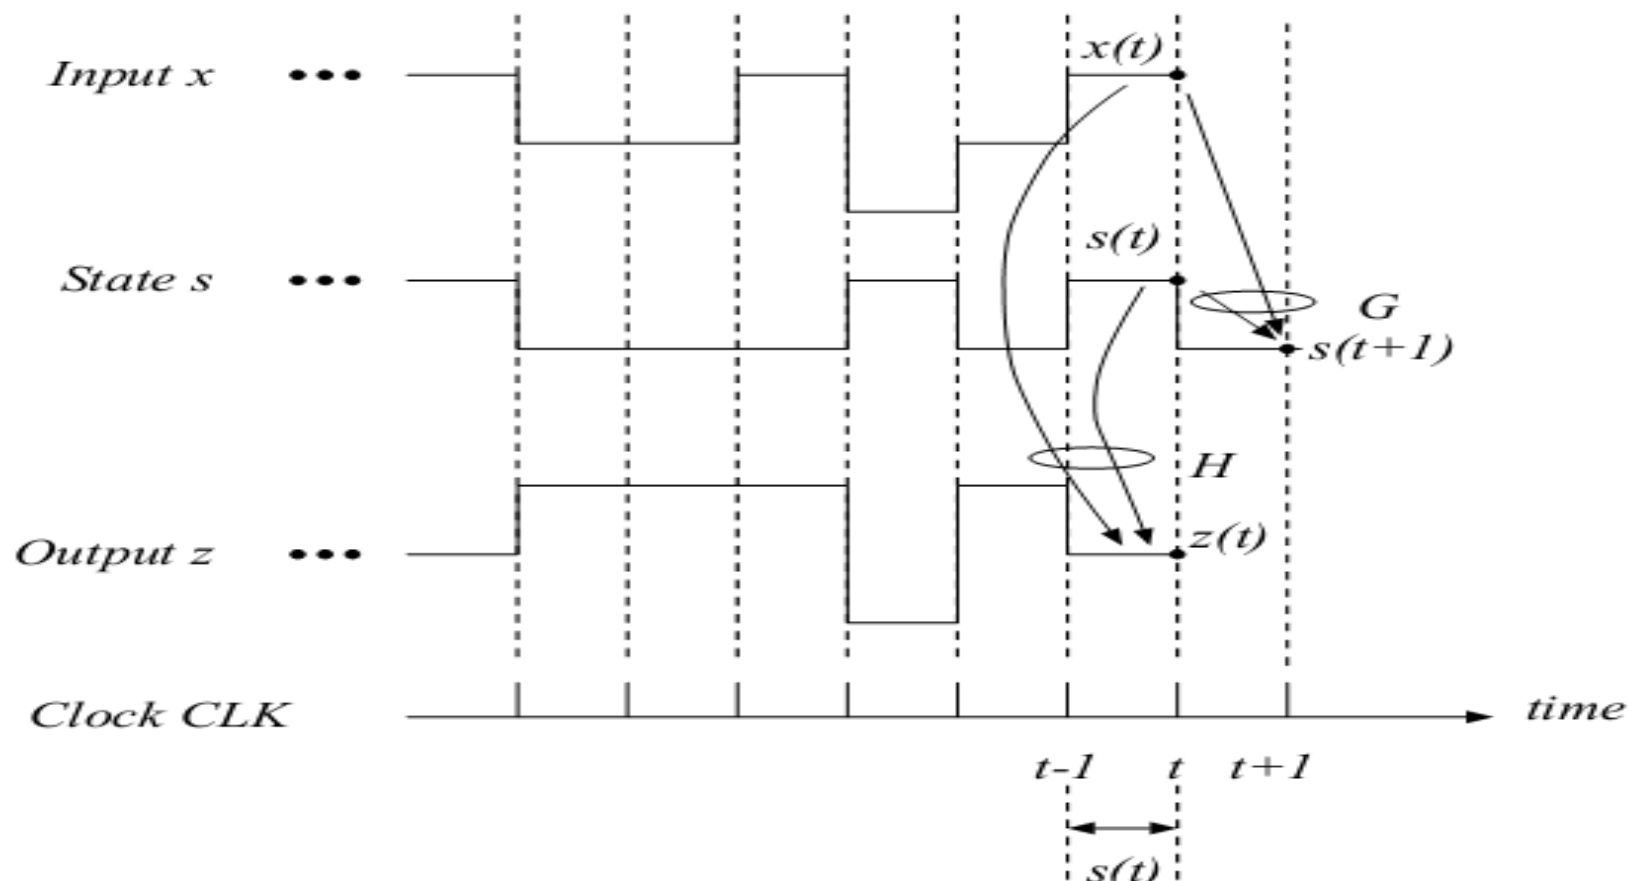 x(t)
Input x
s(t)
State s
G
s(t+1)
H
Output z
z(t)
Clock CLK
time
t-1 t t+1
s(t)